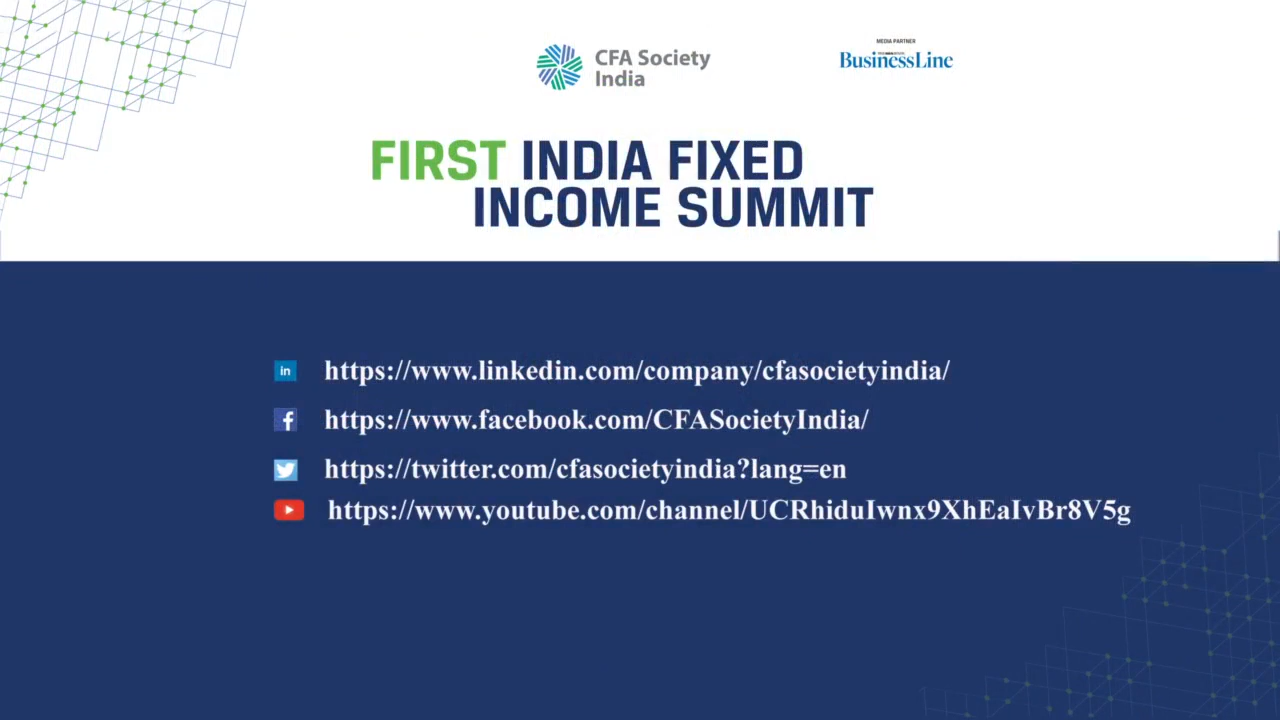 CFA Society
India
MEDIA PARTNER
BusinessLine
FIRST INDIA FIXED
INCOME SUMMIT
in https://www.linkedin.com/company/cfasocietyindia/
f https://www.facebook.com/CFASocietyIndia/
https://twitter.com/cfasocietyindia?lang=en
https://www.youtube.com/channel/UCRhiduIwnx9XhEaIvBr8V5g